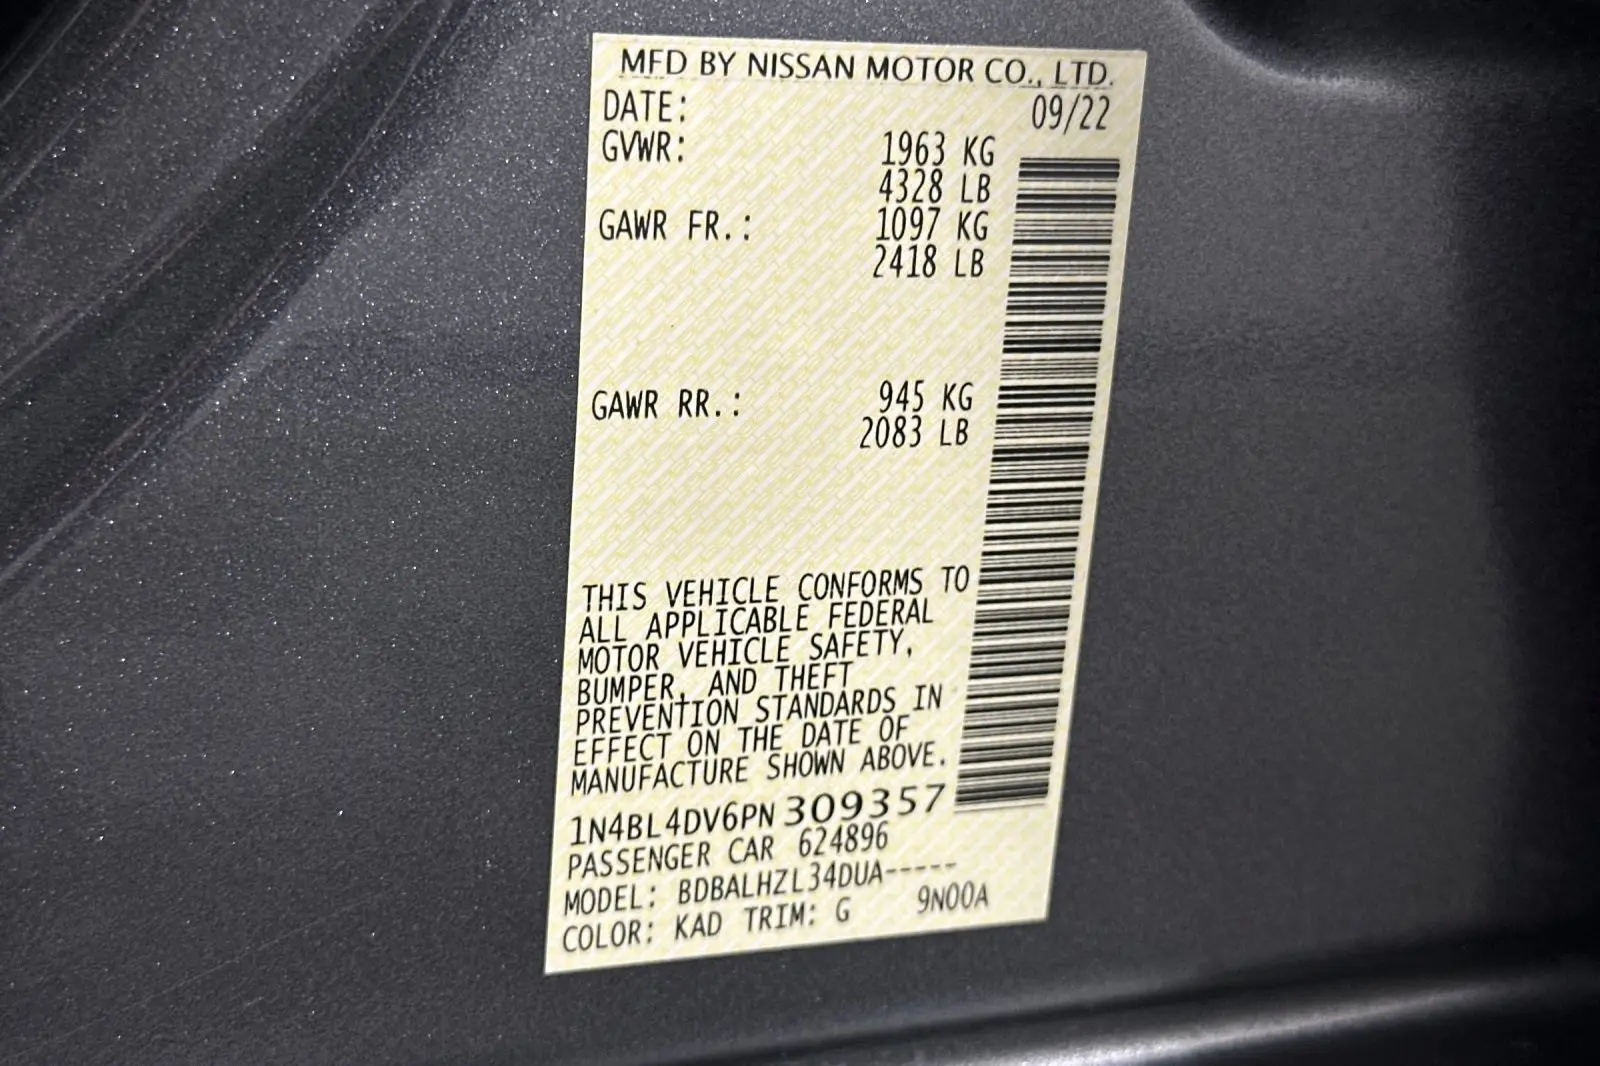 MFD BY NISSAN MOTOR CO., LTD.
DATE: 09/22
GVWR: 1963 KG
4328 LB
GAWR FR.: 1097 KG
2418 LB
GAWR RR.: 945 KG
2083 LB
THIS VEHICLE CONFORMS TO
ALL APPLICABLE FEDERAL
MOTOR VEHICLE SAFETY,
BUMPER, AND THEFT
PREVENTION STANDARDS IN
EFFECT ON THE DATE OF
MANUFACTURE SHOWN ABOVE.
1N4BL4DV6PN309357
PASSENGER CAR 624896
MODEL: BDBALHZL34DUA-----
COLOR: KAD TRIM: G 9N00A